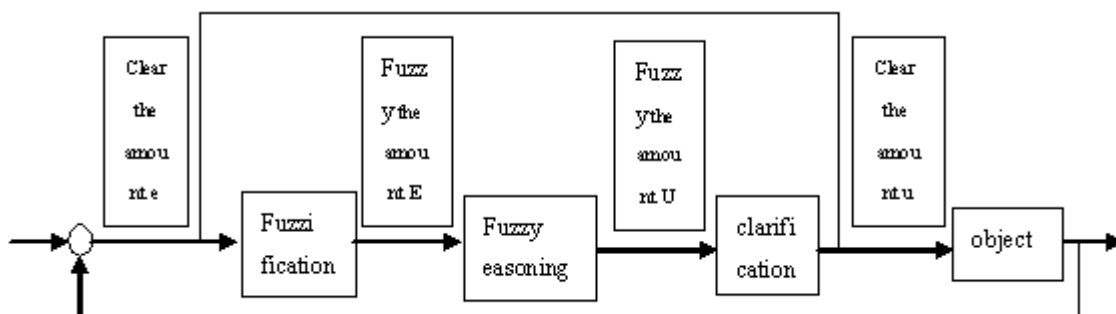 Clear
the
amou
nt e
Fuzz
y the
amou
nt E
Fuzz
y the
amou
nt U
Clear
the
amou
nt u
Fuzzi
fication
Fuzzy
easoning
clarifi
cation
object